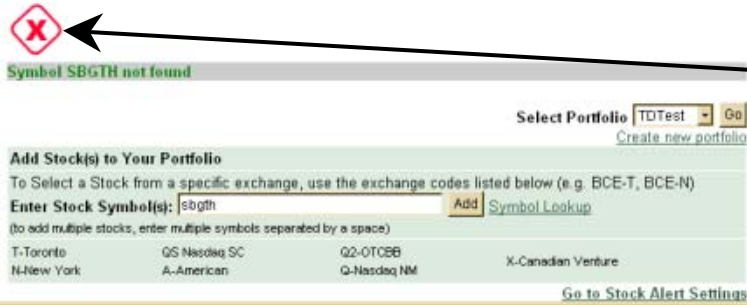 X
Symbol SBGTH not found
Select Portfolio TDTest Go
Create new portfolio
Add Stock(s) to Your Portfolio
To Select a Stock from a specific exchange, use the exchange codes listed below (e.g. BCE-T, BCE-N)
Enter Stock Symbol(s): sbgth Add Symbol Lookup
(to add multiple stocks, enter multiple symbols separated by a space)
T-Toronto QS Nasdaq SC Q2-OTCBB X-Canadian Venture
N-New York A-American Q-Nasdaq NM
Go to Stock Alert Settings